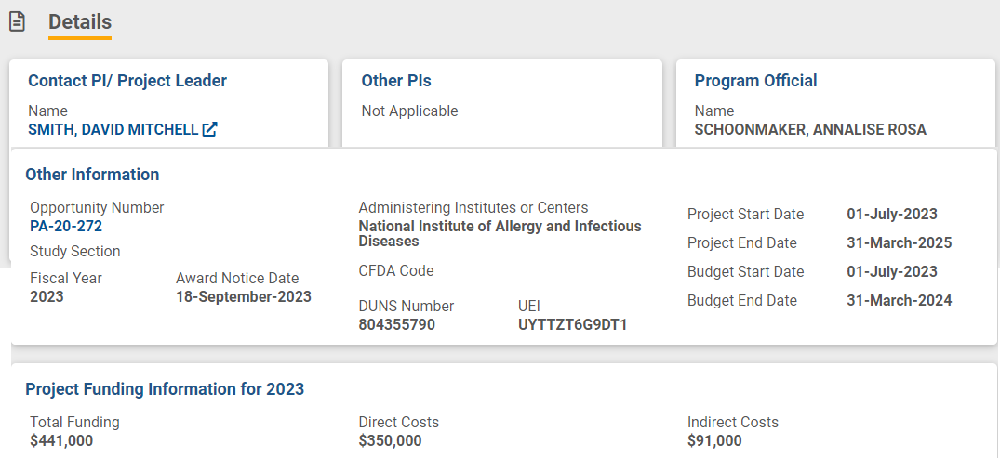 Details
Contact PI/ Project Leader
Name
SMITH, DAVID MITCHELL
Other PIs
Not Applicable
Program Official
Name
SCHOONMAKER, ANNALISE ROSA
Other Information
Opportunity Number
PA-20-272
Study Section
Fiscal Year
2023
Award Notice Date
18-September-2023
Administering Institutes or Centers
National Institute of Allergy and Infectious
Diseases
CFDA Code
DUNS Number
804355790
UEI
UYTTZT6G9DT1
Project Start Date 01-July-2023
Project End Date 31-March-2025
Budget Start Date 01-July-2023
Budget End Date 31-March-2024
Project Funding Information for 2023
Total Funding
$441,000
Direct Costs
$350,000
Indirect Costs
$91,000